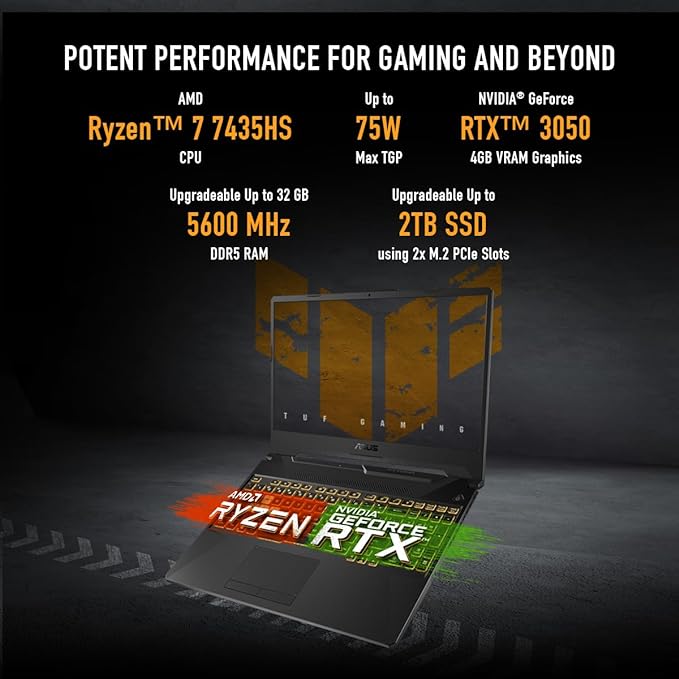 POTENT PERFORMANCE FOR GAMING AND BEYOND
AMD
Ryzen™ 7 7435HS
CPU
Up to
75W
Max TGP
NVIDIA® GeForce
RTX™ 3050
4GB VRAM Graphics
Upgradeable Up to 32 GB
5600 MHz
DDR5 RAM
Upgradeable Up to
2TB SSD
using 2x M.2 PCIe Slots
TUF GAMING
ASUS
AMD
RYZEN
NVIDIA
GEFORCE
RTX™